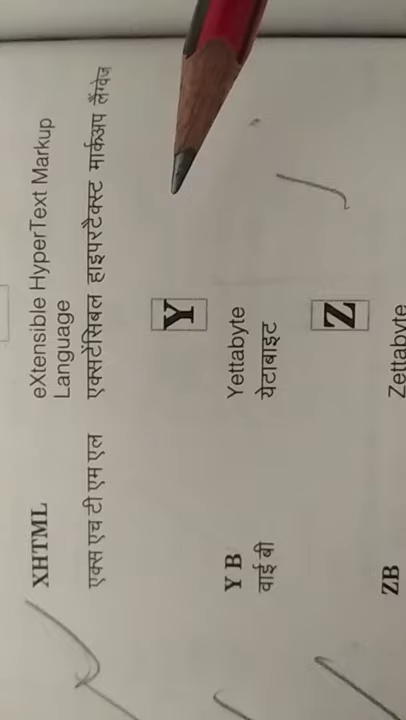 XHTML eXtensible HyperText Markup
Language
एक्स एच टी एम एल एक्सटेंसिबल हाइपरटैक्स्ट मार्कअप लैंग्वेज
Y
Y B Yettabyte
वाई बी येटाबाइट
Z
ZB Zettabyte